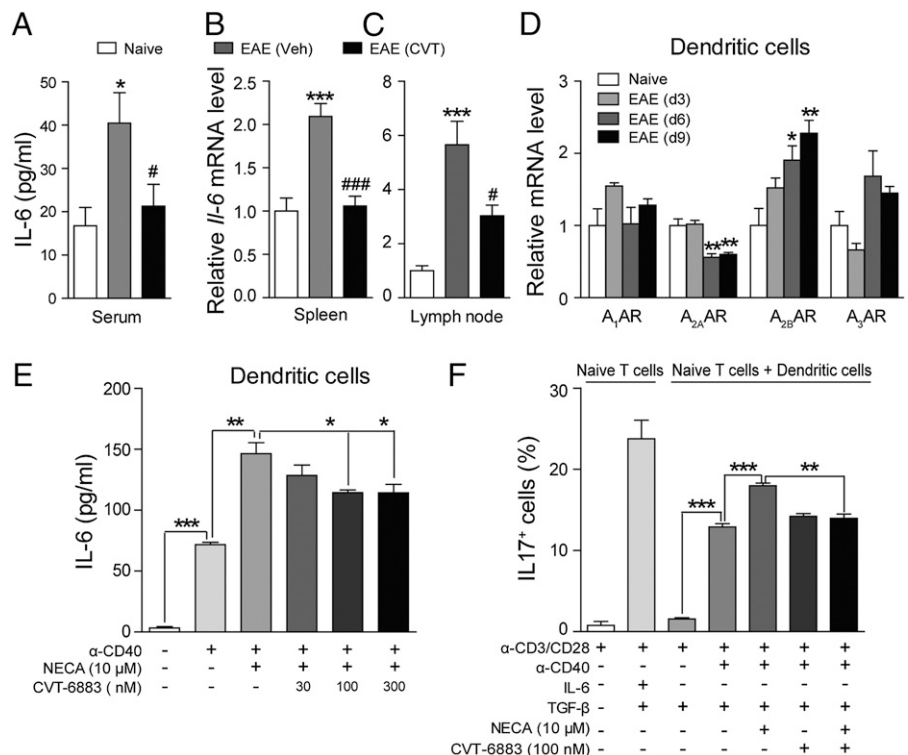 A B C D
Naive EAE (Veh) EAE (CVT)
IL-6 (pg/ml)
50
40
30
20
10
0
*
#
Serum
Relative Il-6 mRNA level
2.5
2.0
1.5
1.0
0.5
0.0
***
###
Spleen
8
6
4
2
0
***
#
Lymph node
Dendritic cells
Relative mRNA level
3
2
1
0
Naive
EAE (d3)
EAE (d6)
EAE (d9)
** **
* **
A₁AR A₂ₐAR A₂ʙAR A₃AR
E
Dendritic cells
IL-6 (pg/ml)
200
150
100
50
0
*** ** * *
α-CD40 - + + + + +
NECA (10 μM) - - + + + +
CVT-6883 ( nM) - - - 30 100 300
F
Naive T cells Naive T cells + Dendritic cells
IL17⁺ cells (%)
30
20
10
0
*** *** **
α-CD3/CD28 + + + + + + +
α-CD40 - - - + + + +
IL-6 - + - - - - -
TGF-β - + + + + + +
NECA (10 μM) - - - - + - +
CVT-6883 (100 nM) - - - - - + +